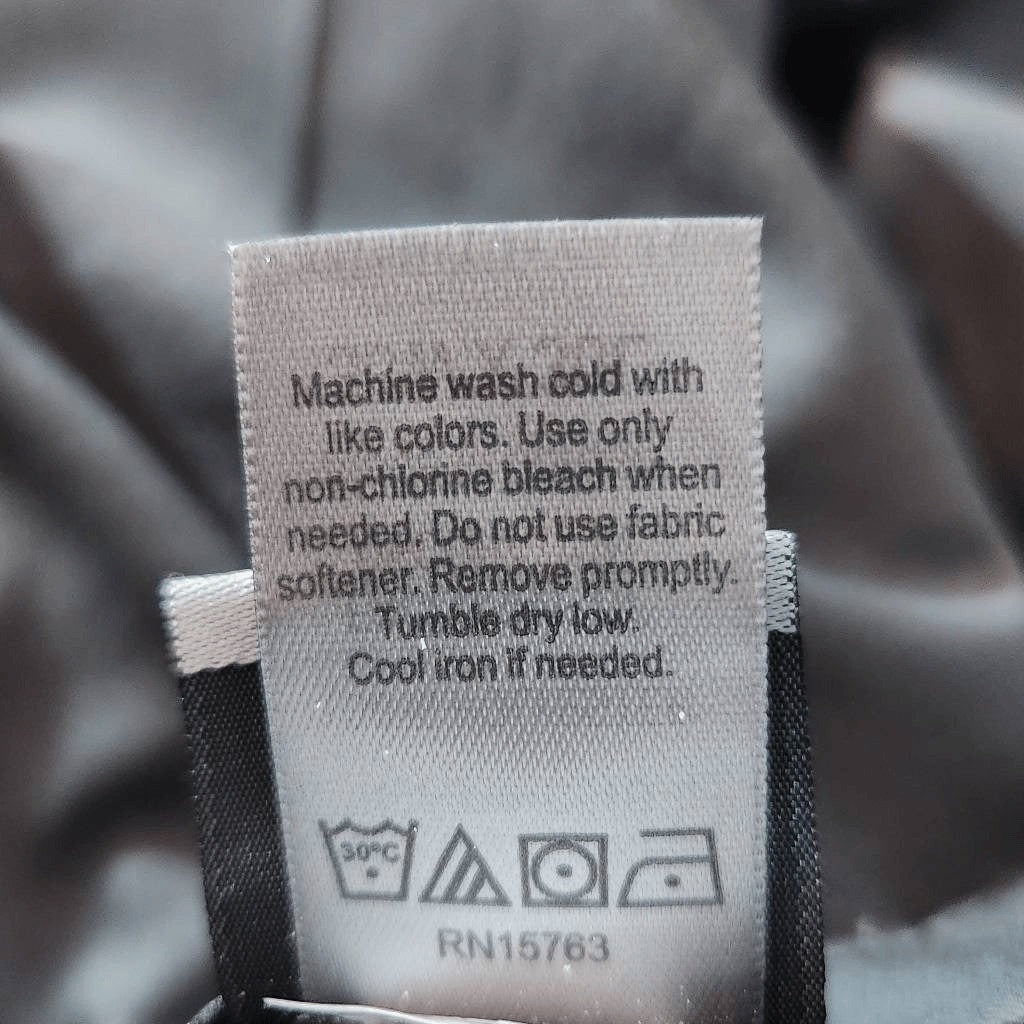 Machine wash cold with
like colors. Use only
non-chlorine bleach when
needed. Do not use fabric
softener. Remove promptly.
Tumble dry low.
Cool iron if needed.
30°C
RN15763